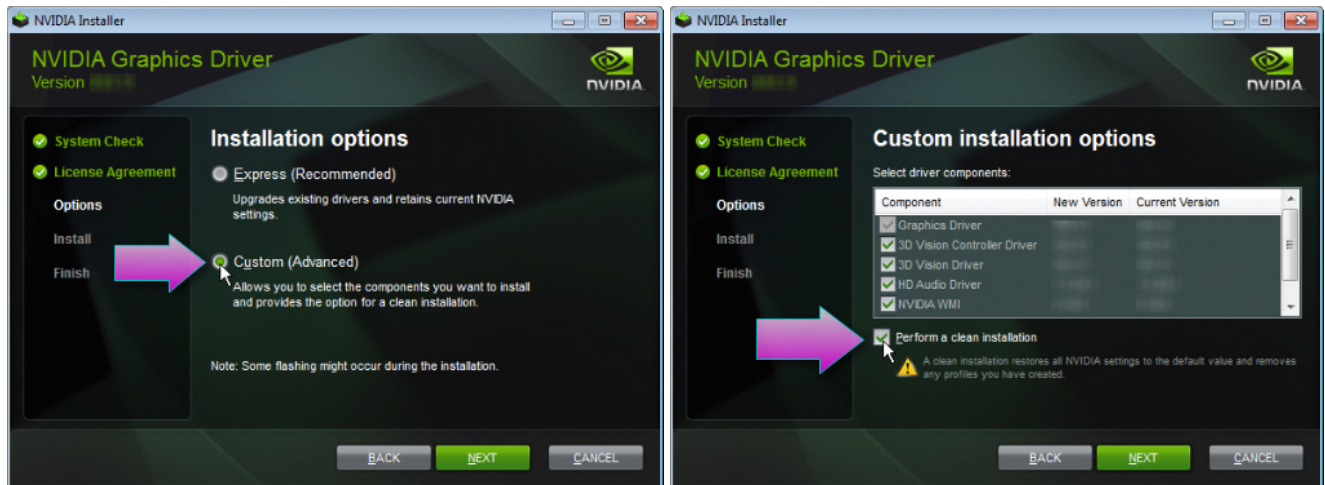 NVIDIA Installer
NVIDIA Graphics Driver
Version
NVIDIA.
System Check
License Agreement
Options
Install
Finish
Installation options
Express (Recommended)
Upgrades existing drivers and retains current NVIDIA
settings.
Custom (Advanced)
Allows you to select the components you want to install
and provides the option for a clean installation.
Note: Some flashing might occur during the installation.
BACK NEXT CANCEL
NVIDIA Installer
NVIDIA Graphics Driver
Version
NVIDIA.
System Check
License Agreement
Options
Install
Finish
Custom installation options
Select driver components:
Component New Version Current Version
Graphics Driver
3D Vision Controller Driver
3D Vision Driver
HD Audio Driver
NVIDIA WMI
Perform a clean installation
A clean installation restores all NVIDIA settings to the default value and removes
any profiles you have created.
BACK NEXT CANCEL